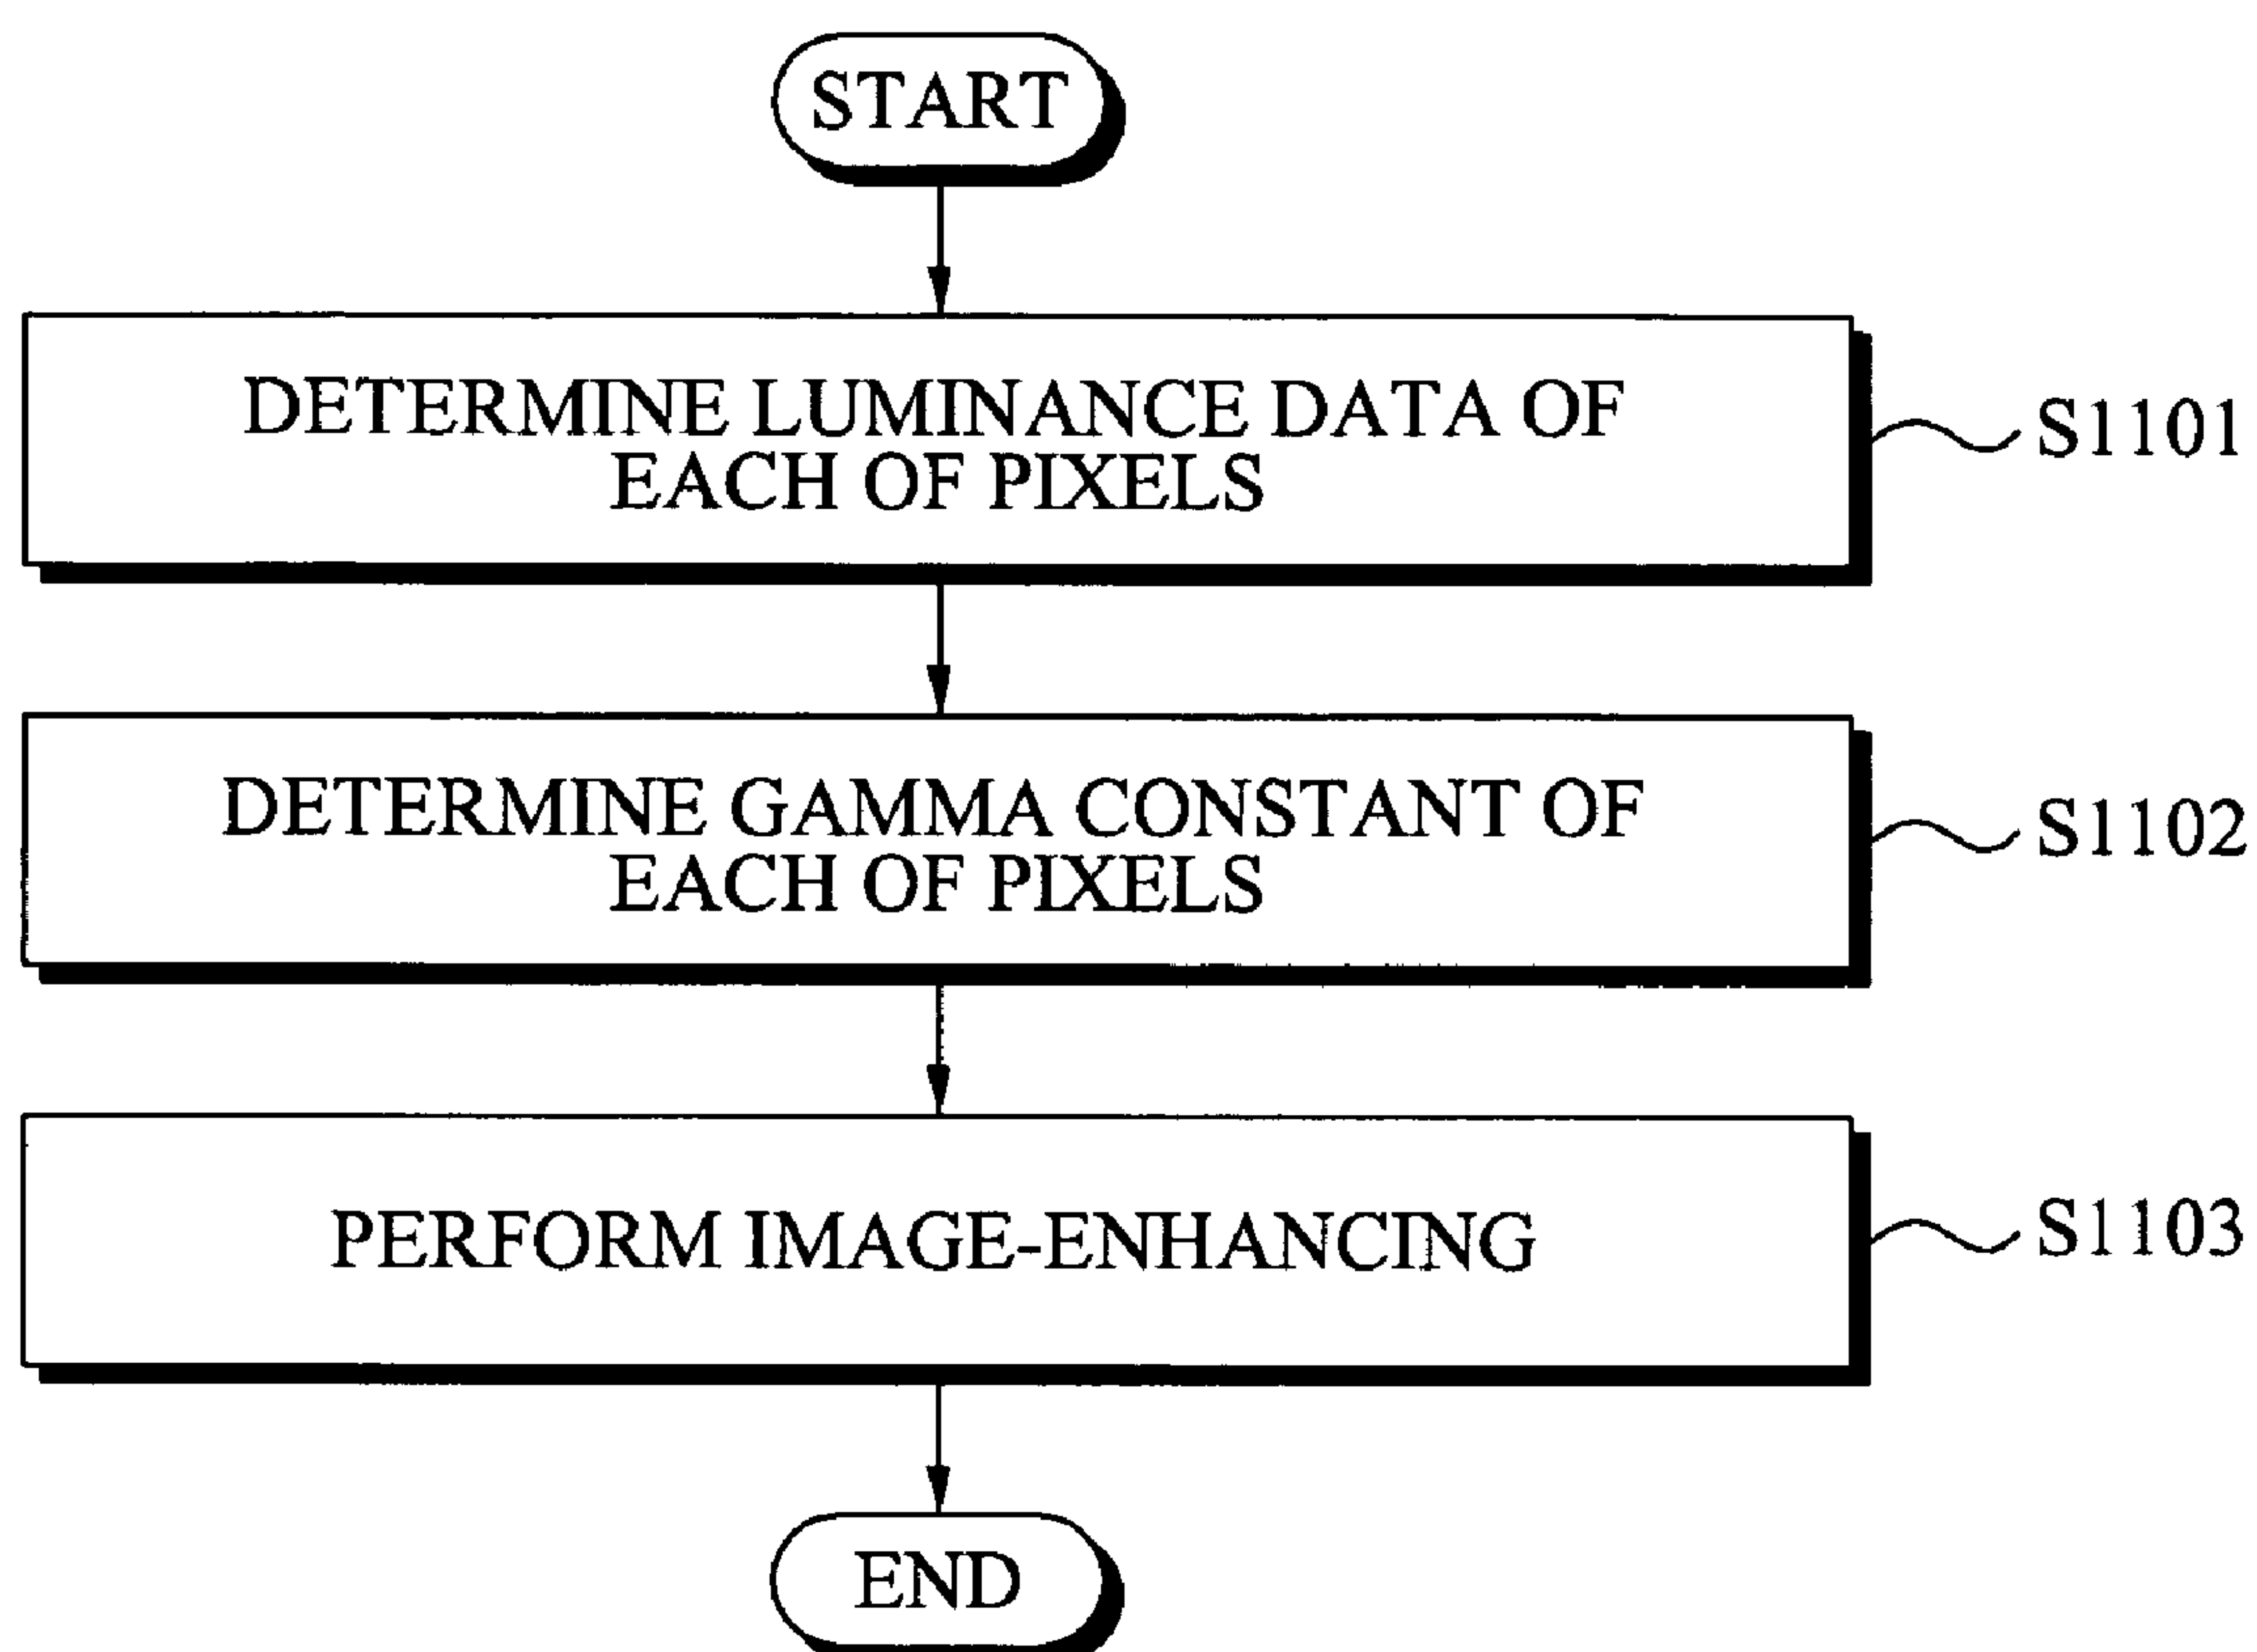 START
DETERMINE LUMINANCE DATA OF
EACH OF PIXELS
S1101
DETERMINE GAMMA CONSTANT OF
EACH OF PIXELS
S1102
PERFORM IMAGE-ENHANCING
S1103
END